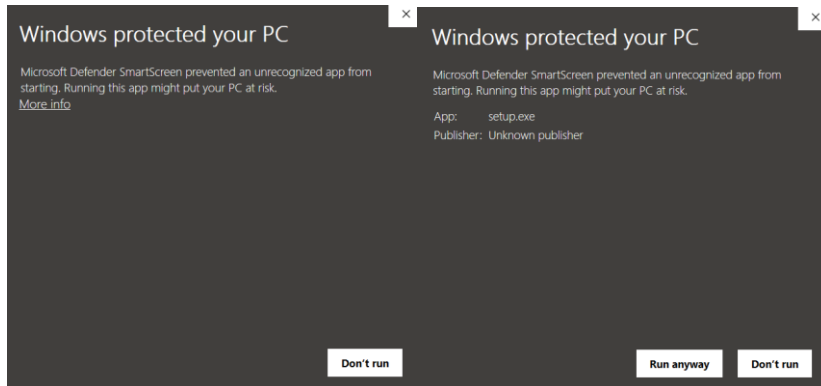 Windows protected your PC
Microsoft Defender SmartScreen prevented an unrecognized app from
starting. Running this app might put your PC at risk.
More info
Don't run
Windows protected your PC
Microsoft Defender SmartScreen prevented an unrecognized app from
starting. Running this app might put your PC at risk.
App: setup.exe
Publisher: Unknown publisher
Run anyway Don't run